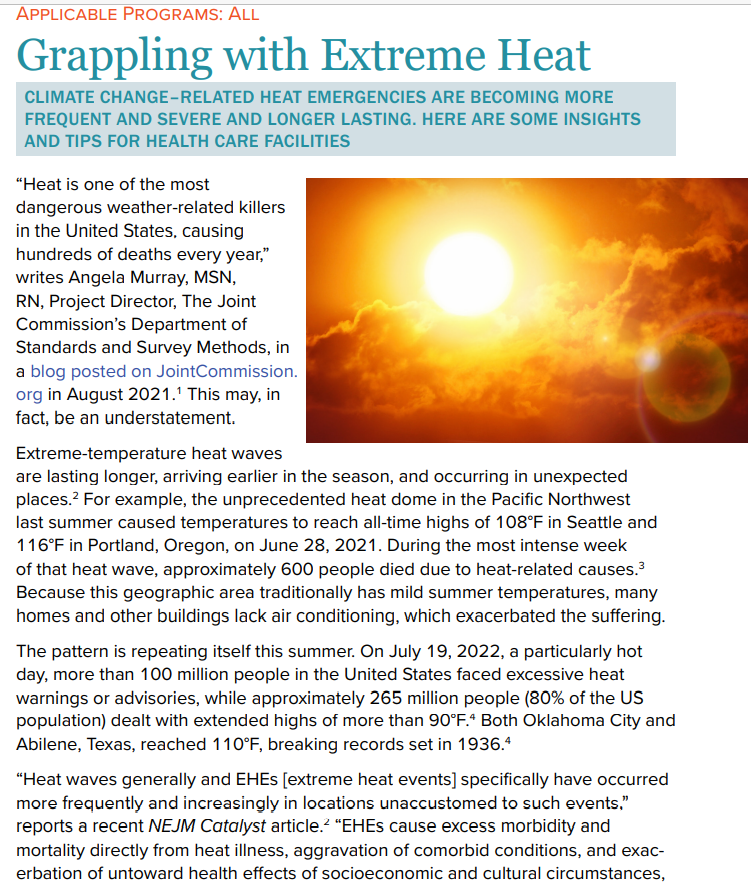 APPLICABLE PROGRAMS: ALL
Grappling with Extreme Heat
CLIMATE CHANGE–RELATED HEAT EMERGENCIES ARE BECOMING MORE
FREQUENT AND SEVERE AND LONGER LASTING. HERE ARE SOME INSIGHTS
AND TIPS FOR HEALTH CARE FACILITIES
“Heat is one of the most
dangerous weather-related killers
in the United States, causing
hundreds of deaths every year,”
writes Angela Murray, MSN,
RN, Project Director, The Joint
Commission’s Department of
Standards and Survey Methods, in
a blog posted on JointCommission.
org in August 2021.¹ This may, in
fact, be an understatement.
Extreme-temperature heat waves
are lasting longer, arriving earlier in the season, and occurring in unexpected
places.² For example, the unprecedented heat dome in the Pacific Northwest
last summer caused temperatures to reach all-time highs of 108°F in Seattle and
116°F in Portland, Oregon, on June 28, 2021. During the most intense week
of that heat wave, approximately 600 people died due to heat-related causes.³
Because this geographic area traditionally has mild summer temperatures, many
homes and other buildings lack air conditioning, which exacerbated the suffering.
The pattern is repeating itself this summer. On July 19, 2022, a particularly hot
day, more than 100 million people in the United States faced excessive heat
warnings or advisories, while approximately 265 million people (80% of the US
population) dealt with extended highs of more than 90°F.⁴ Both Oklahoma City and
Abilene, Texas, reached 110°F, breaking records set in 1936.⁴
“Heat waves generally and EHEs [extreme heat events] specifically have occurred
more frequently and increasingly in locations unaccustomed to such events,”
reports a recent NEJM Catalyst article.² “EHEs cause excess morbidity and
mortality directly from heat illness, aggravation of comorbid conditions, and exac-
erbation of untoward health effects of socioeconomic and cultural circumstances,